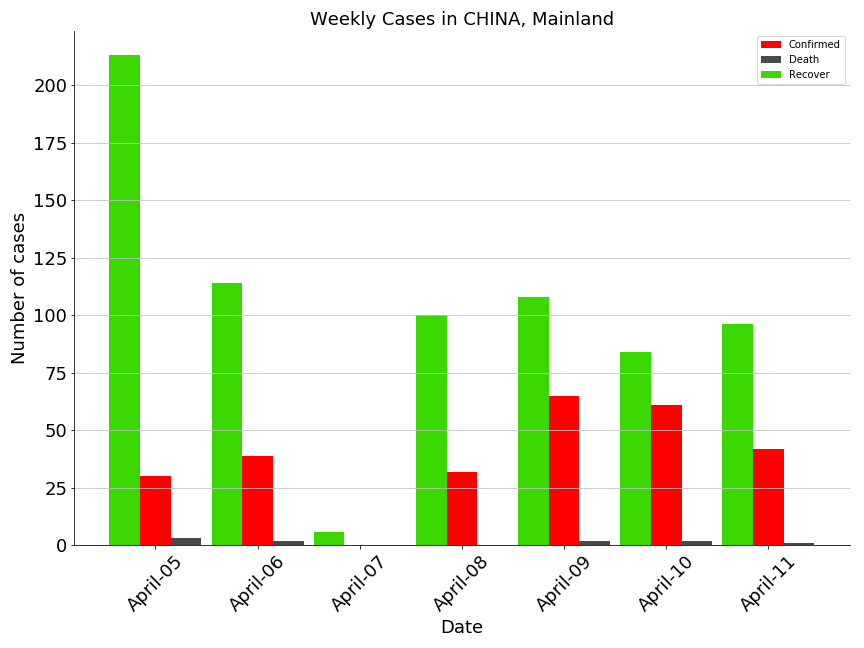 Weekly Cases in CHINA, Mainland
Confirmed
Death
Recover
Number of cases
200
175
150
125
100
75
50
25
0
April-05
April-06
April-07
April-08
April-09
April-10
April-11
Date